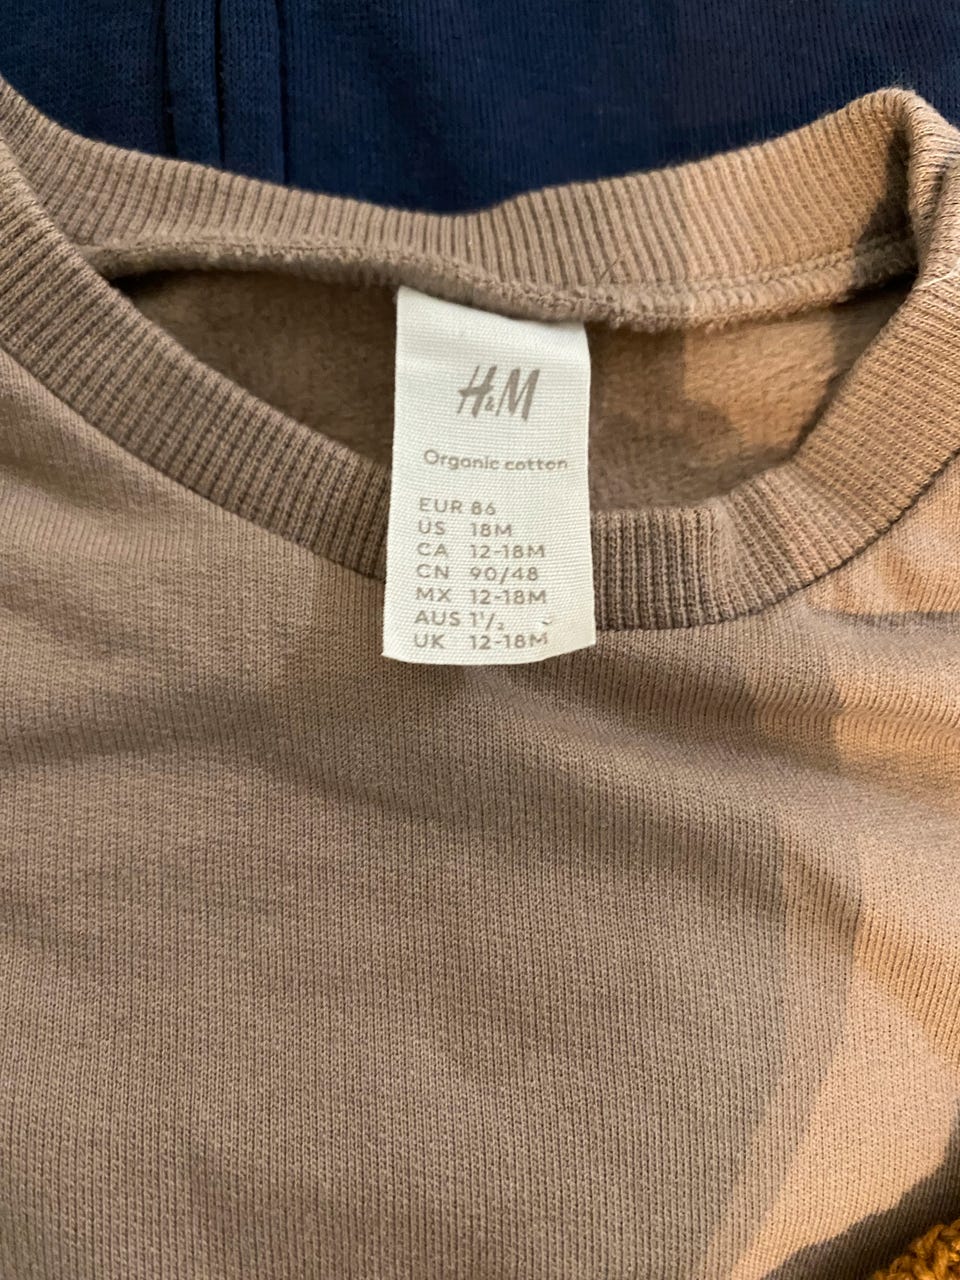 H&M
Organic cotton
EUR 86
US 18M
CA 12-18M
CN 90/48
MX 12-18M
AUS 1½
UK 12-18M